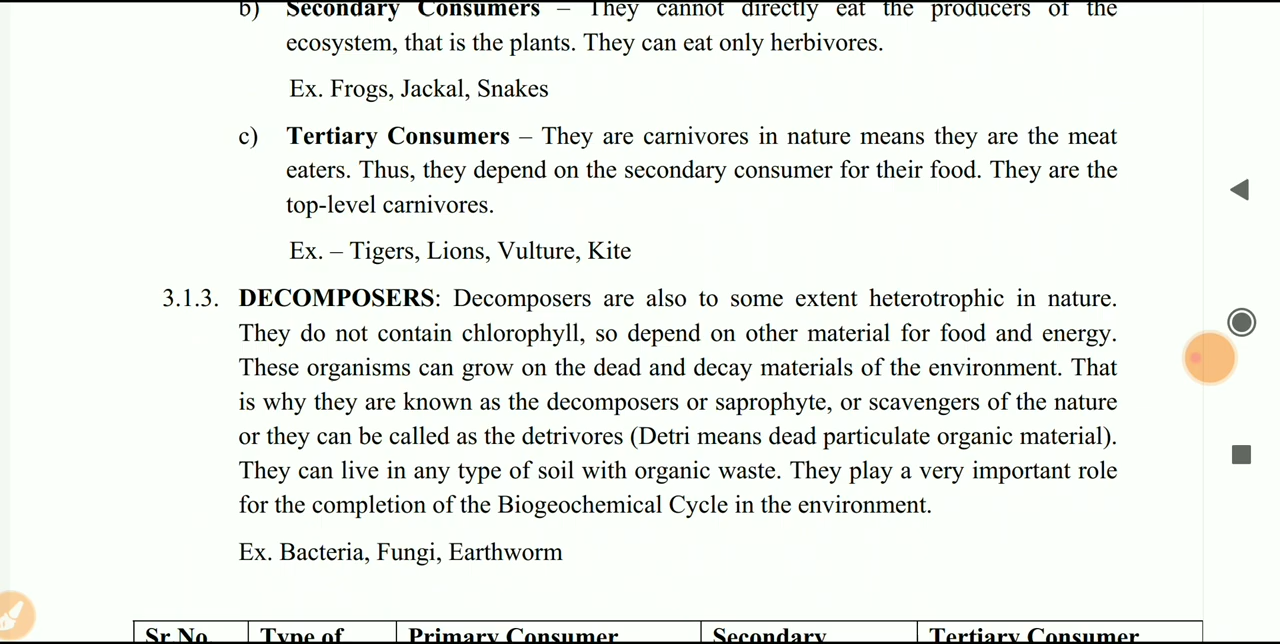 b) Secondary Consumers – They cannot directly eat the producers of the
ecosystem, that is the plants. They can eat only herbivores.
Ex. Frogs, Jackal, Snakes
c) Tertiary Consumers – They are carnivores in nature means they are the meat
eaters. Thus, they depend on the secondary consumer for their food. They are the
top-level carnivores.
Ex. – Tigers, Lions, Vulture, Kite
3.1.3. DECOMPOSERS: Decomposers are also to some extent heterotrophic in nature.
They do not contain chlorophyll, so depend on other material for food and energy.
These organisms can grow on the dead and decay materials of the environment. That
is why they are known as the decomposers or saprophyte, or scavengers of the nature
or they can be called as the detrivores (Detri means dead particulate organic material).
They can live in any type of soil with organic waste. They play a very important role
for the completion of the Biogeochemical Cycle in the environment.
Ex. Bacteria, Fungi, Earthworm
Sr No Type of Primary Consumer Secondary Tertiary Consumer